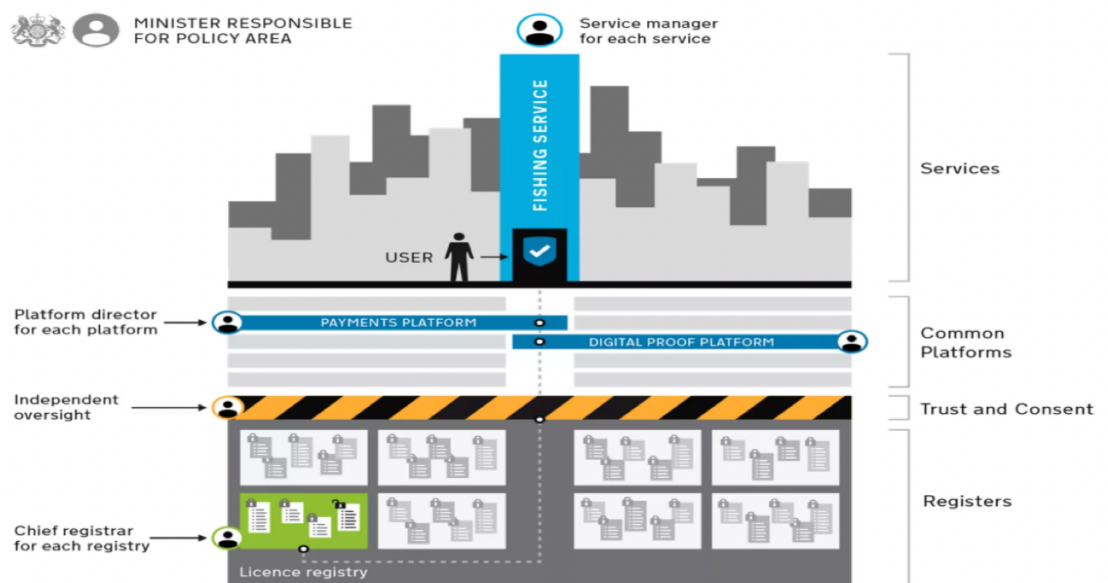 MINISTER RESPONSIBLE
FOR POLICY AREA
Service manager
for each service
FISHING SERVICE
Services
USER
Platform director
for each platform
PAYMENTS PLATFORM
DIGITAL PROOF PLATFORM
Common
Platforms
Independent
oversight
Trust and Consent
Registers
Chief registrar
for each registry
Licence registry